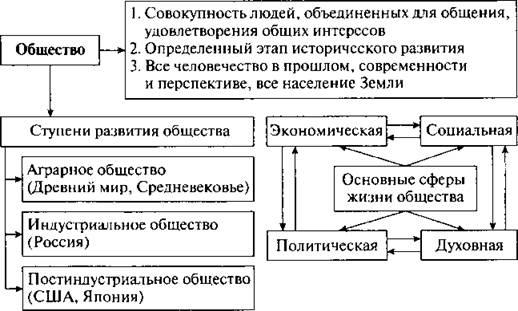 Общество
1. Совокупность людей, объединенных для общения,
удовлетворения общих интересов
2. Определенный этап исторического развития
3. Все человечество в прошлом, современности
и перспективе, все население Земли
Ступени развития общества
Аграрное общество
(Древний мир, Средневековье)
Индустриальное общество
(Россия)
Постиндустриальное общество
(США, Япония)
Экономическая
Социальная
Основные сферы
жизни общества
Политическая
Духовная